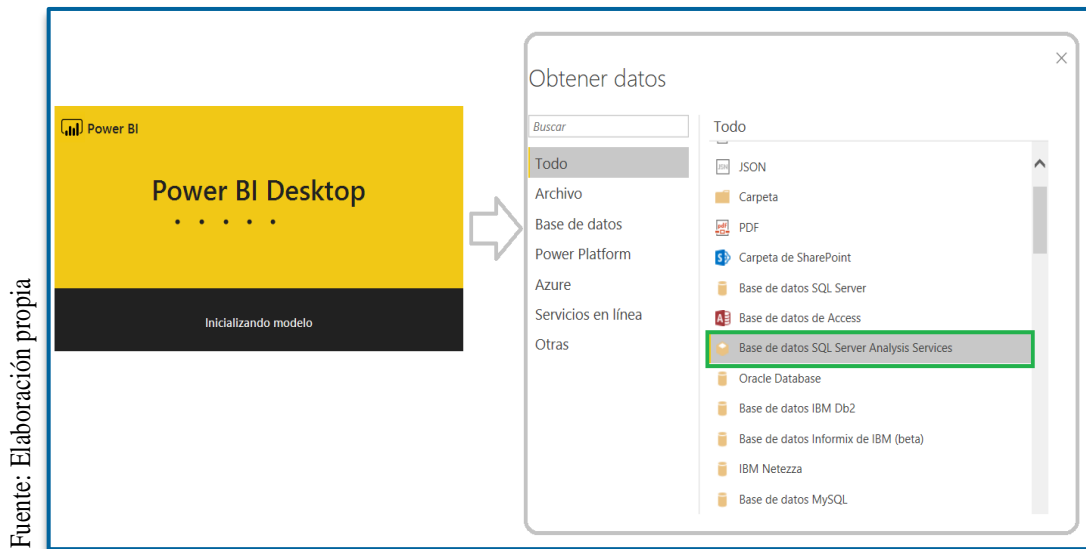 Fuente: Elaboración propia
Power BI
Power BI Desktop
Inicializando modelo
Obtener datos
Buscar
Todo
Archivo
Base de datos
Power Platform
Azure
Servicios en línea
Otras
Todo
JSON
Carpeta
PDF
Carpeta de SharePoint
Base de datos SQL Server
Base de datos de Access
Base de datos SQL Server Analysis Services
Oracle Database
Base de datos IBM Db2
Base de datos Informix de IBM (beta)
IBM Netezza
Base de datos MySQL